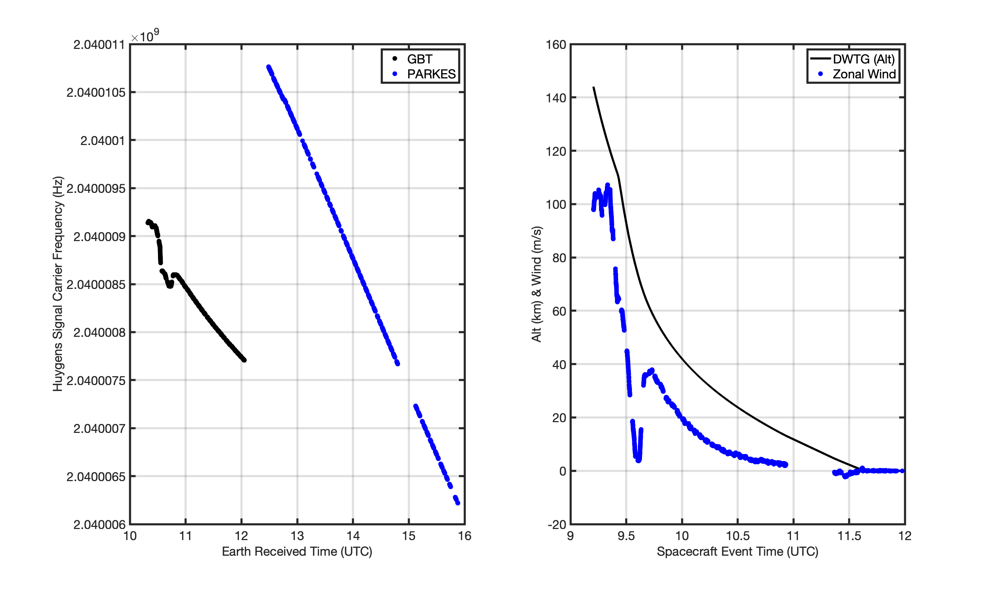 ×10⁹
2.040011
2.0400105
2.04001
2.0400095
2.040009
2.0400085
2.040008
2.0400075
2.040007
2.0400065
2.040006
Huygens Signal Carrier Frequency (Hz)
10 11 12 13 14 15 16
Earth Received Time (UTC)
GBT
PARKES
160
140
120
100
80
60
40
20
0
-20
Alt (km) & Wind (m/s)
9 9.5 10 10.5 11 11.5 12
Spacecraft Event Time (UTC)
DWTG (Alt)
Zonal Wind